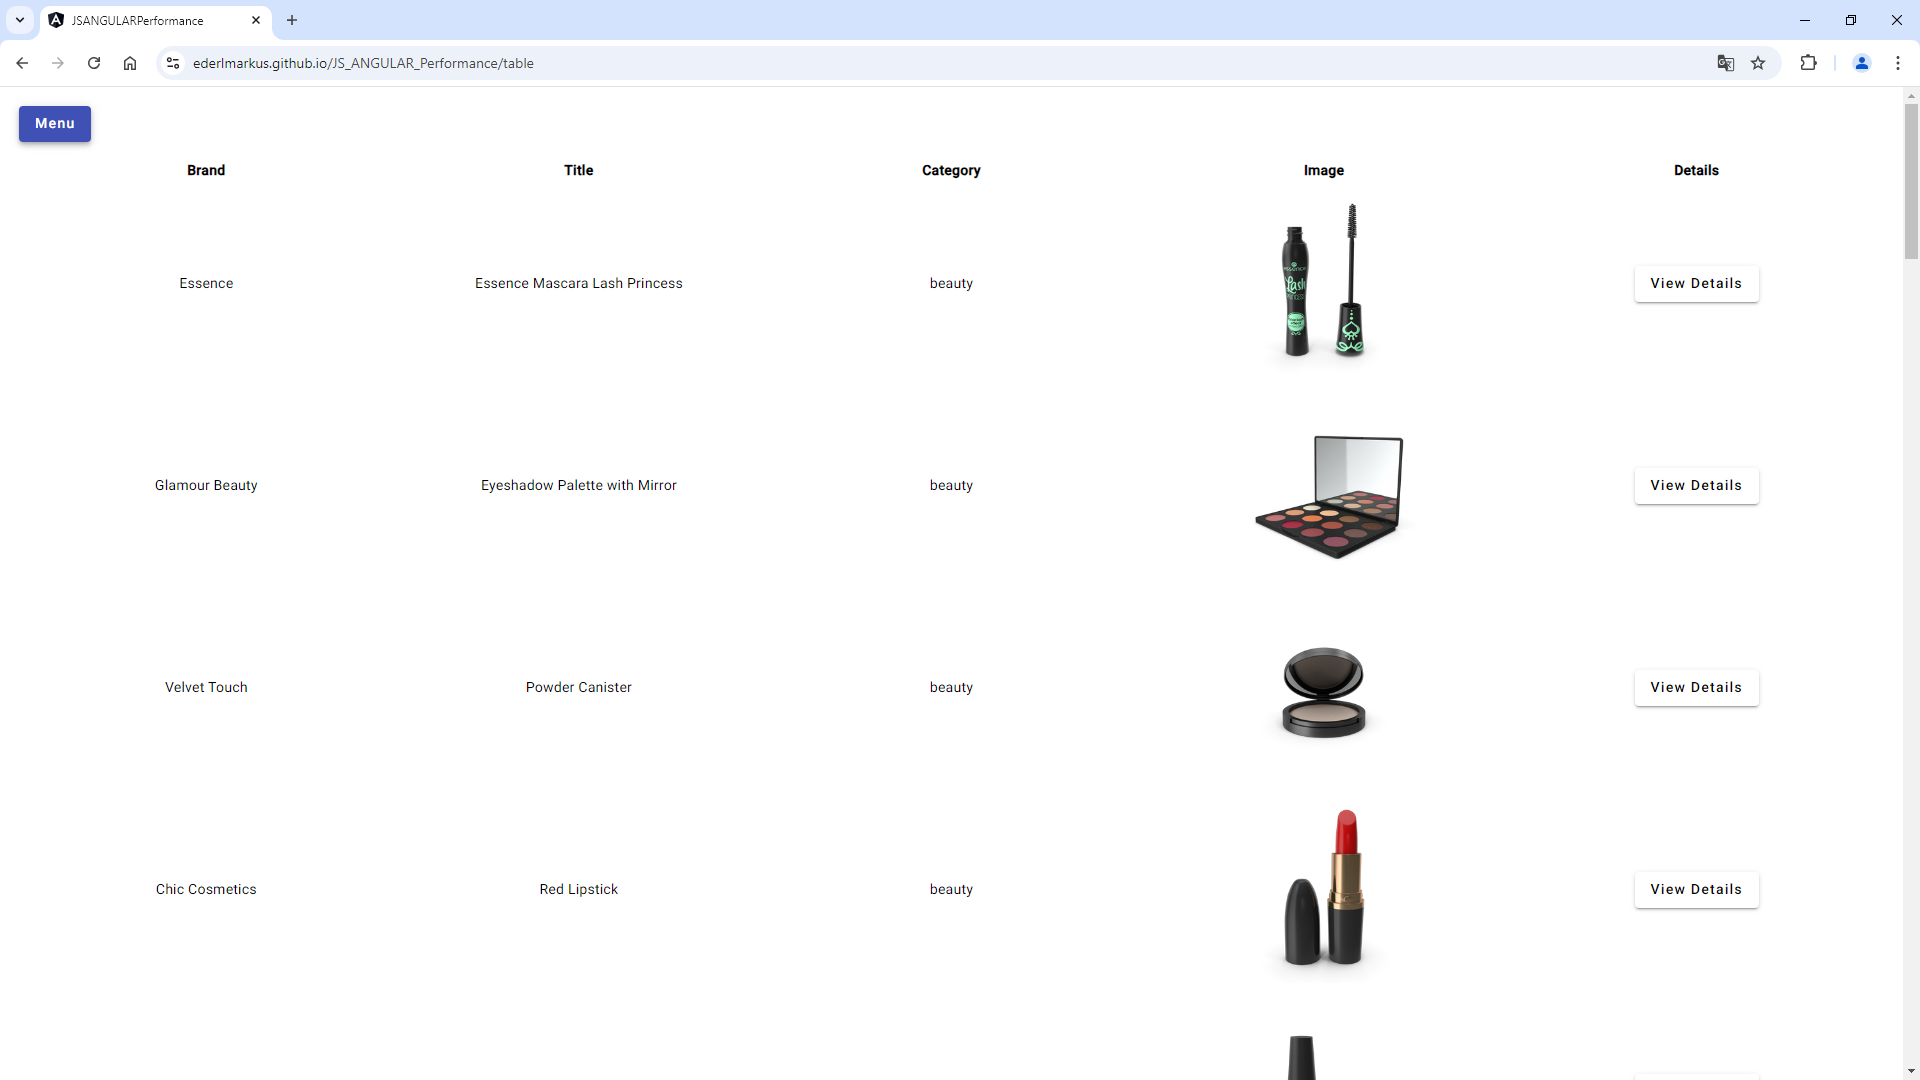 JSANGULARPerformance
ederlmarkus.github.io/JS_ANGULAR_Performance/table
Menu
Brand Title Category Image Details
Essence Essence Mascara Lash Princess beauty View Details
Lash
Glamour Beauty Eyeshadow Palette with Mirror beauty View Details
Velvet Touch Powder Canister beauty View Details
Chic Cosmetics Red Lipstick beauty View Details